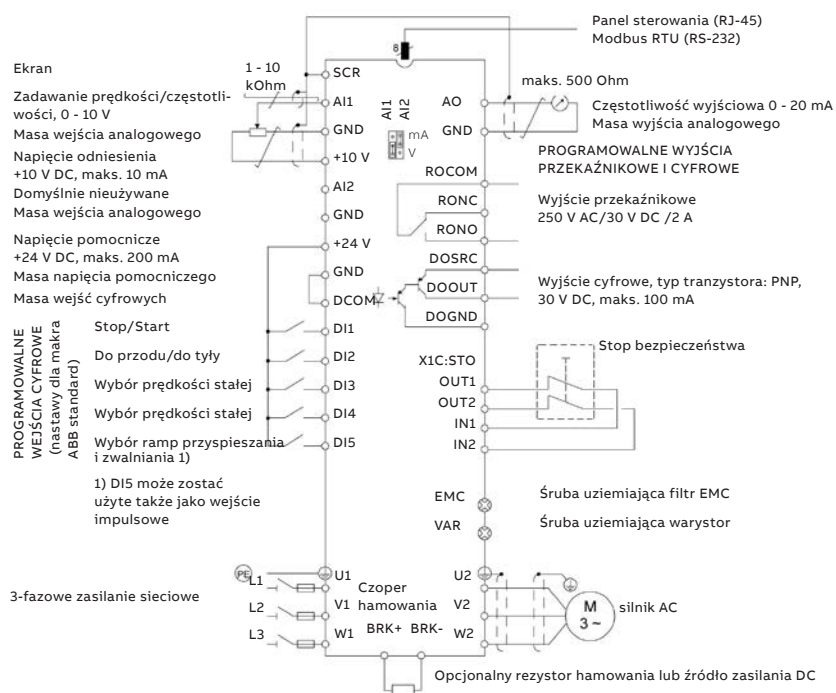 Panel sterowania (RJ-45)
Modbus RTU (RS-232)
8
Ekran
1 - 10
kOhm
SCR
maks. 500 Ohm
Zadawanie prędkości/częstotli-
wości, 0 - 10 V
AI1
AI1
AI2
AO
Częstotliwość wyjściowa 0 - 20 mA
Masa wejścia analogowego
GND
mA
V
GND
Masa wyjścia analogowego
Napięcie odniesienia
+10 V DC, maks. 10 mA
+10 V
PROGRAMOWALNE WYJŚCIA
PRZEKAŹNIKOWE I CYFROWE
ROCOM
Domyślnie nieużywane
AI2
RONC
Wyjście przekaźnikowe
250 V AC/30 V DC /2 A
Masa wejścia analogowego
GND
RONO
Napięcie pomocnicze
+24 V DC, maks. 200 mA
+24 V
DOSRC
Masa napięcia pomocniczego
GND
DOOUT
Wyjście cyfrowe, typ tranzystora: PNP,
30 V DC, maks. 100 mA
Masa wejść cyfrowych
DCOM
DOGND
PROGRAMOWALNE
WEJŚCIA CYFROWE
(nastawy dla makra
ABB standard)
Stop/Start
DI1
Do przodu/do tyły
DI2
Wybór prędkości stałej
DI3
Wybór prędkości stałej
DI4
Wybór ramp przyspieszania
i zwalniania 1)
DI5
1) DI5 może zostać
użyte także jako wejście
impulsowe
Stop bezpieczeństwa
X1C:STO
OUT1
OUT2
IN1
IN2
EMC
Śruba uziemiająca filtr EMC
VAR
Śruba uziemiająca warystor
PE
3-fazowe zasilanie sieciowe
L1
L2
L3
U1
V1
W1
Czoper
hamowania
BRK+ BRK-
U2
V2
W2
M
3 ~
silnik AC
Opcjonalny rezystor hamowania lub źródło zasilania DC